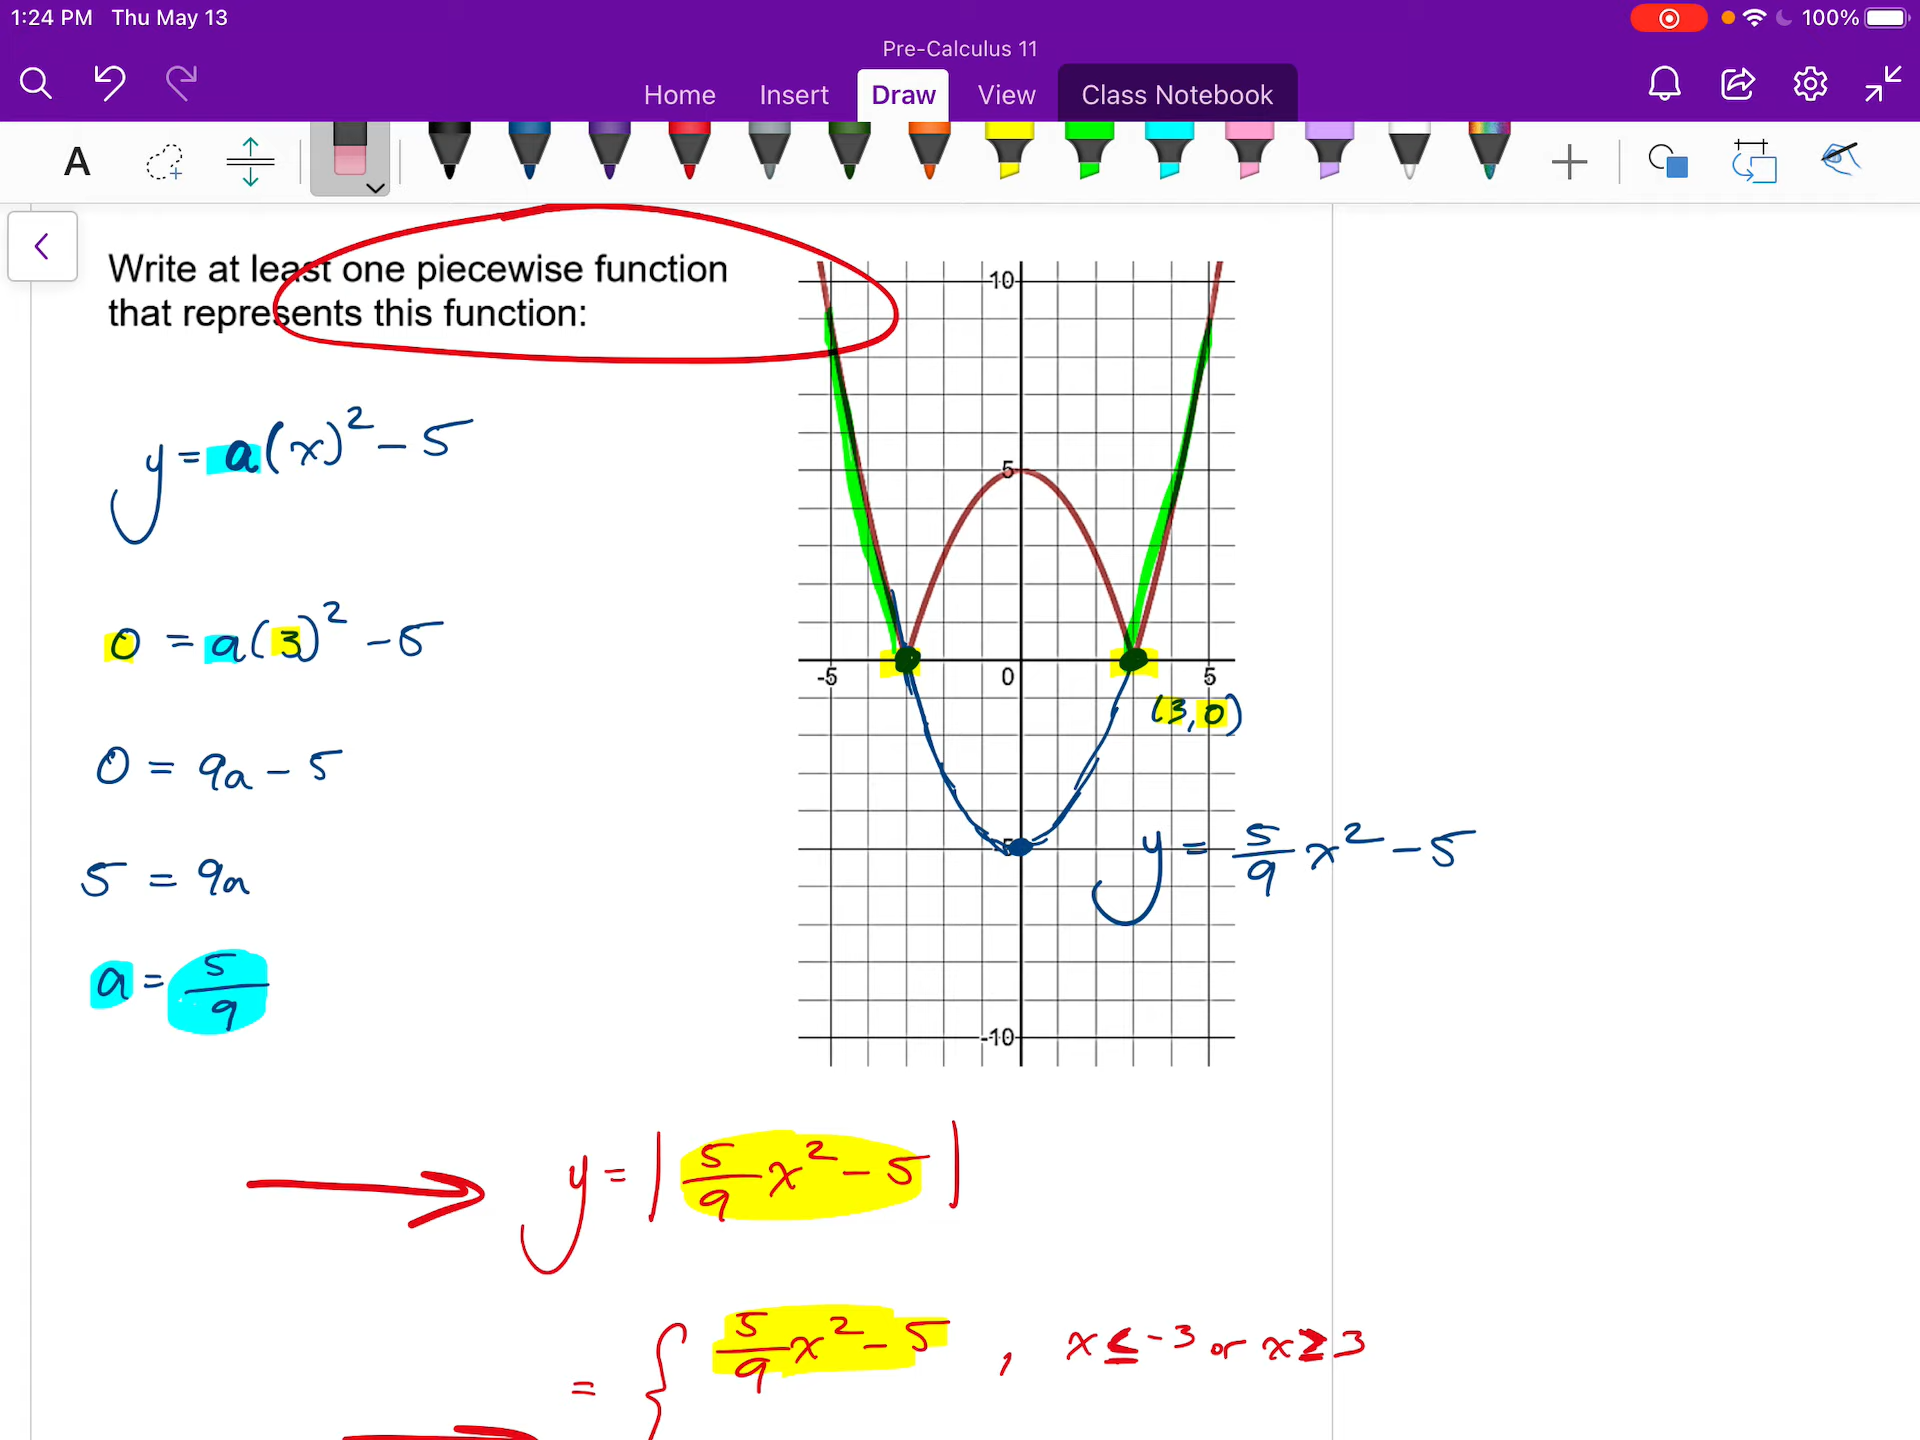 1:24 PM Thu May 13
100%
Pre-Calculus 11
Home Insert Draw View Class Notebook
A
Write at least one piecewise function
that represents this function:
y = a(x)² - 5
0 = a(3)² - 5
0 = 9a - 5
5 = 9a
a = 5/9
10
5
-5 0 5
(3,0)
-10
y = 5/9 x² - 5
y = | 5/9 x² - 5 |
= { 5/9 x² - 5 , x ≤ -3 or x ≥ 3